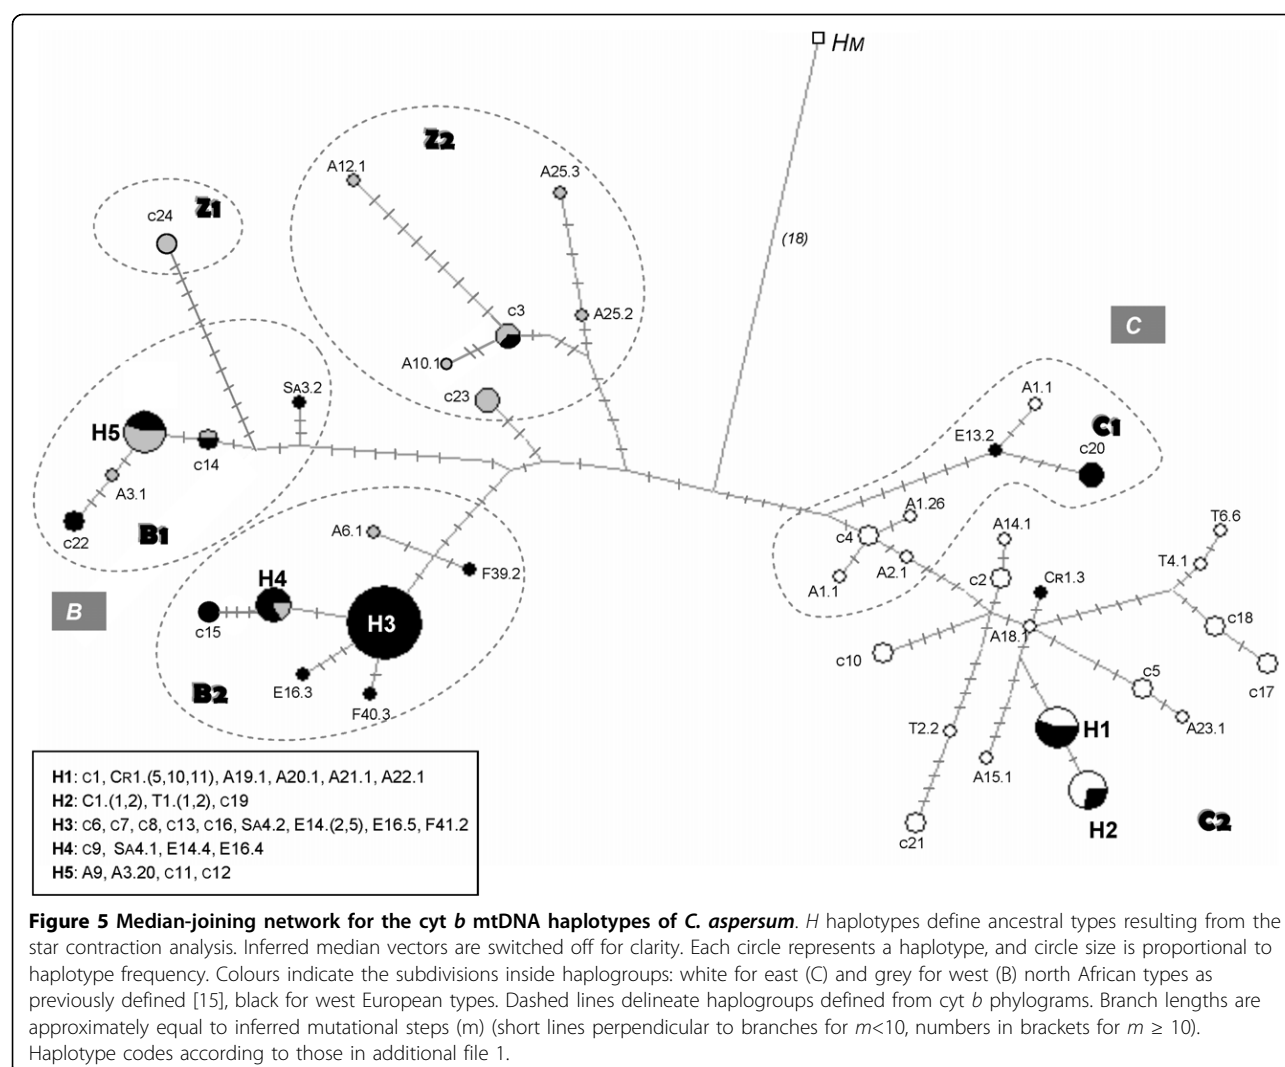 HM
Z2
A12.1
A25.3
Z1
c24
(18)
c3
A25.2
C
A10.1
SA3.2
c23
A1.1
C1
H5
E13.2
c20
c14
A3.1
A1.26
T6.6
c4
A14.1
B1
A6.1
c22
A2.1
T4.1
F39.2
A1.1
c2
CR1.3
H4
B
c15
H3
A18.1
c18
c10
c5
c17
E16.3
B2
F40.3
T2.2
H1
A23.1
A15.1
H2
C2
c21
H1: c1, CR1.(5,10,11), A19.1, A20.1, A21.1, A22.1
H2: C1.(1,2), T1.(1,2), c19
H3: c6, c7, c8, c13, c16, SA4.2, E14.(2,5), E16.5, F41.2
H4: c9, SA4.1, E14.4, E16.4
H5: A9, A3.20, c11, c12
Figure 5 Median-joining network for the cyt b mtDNA haplotypes of C. aspersum. H haplotypes define ancestral types resulting from the
star contraction analysis. Inferred median vectors are switched off for clarity. Each circle represents a haplotype, and circle size is proportional to
haplotype frequency. Colours indicate the subdivisions inside haplogroups: white for east (C) and grey for west (B) north African types as
previously defined [15], black for west European types. Dashed lines delineate haplogroups defined from cyt b phylograms. Branch lengths are
approximately equal to inferred mutational steps (m) (short lines perpendicular to branches for m<10, numbers in brackets for m ≥ 10).
Haplotype codes according to those in additional file 1.